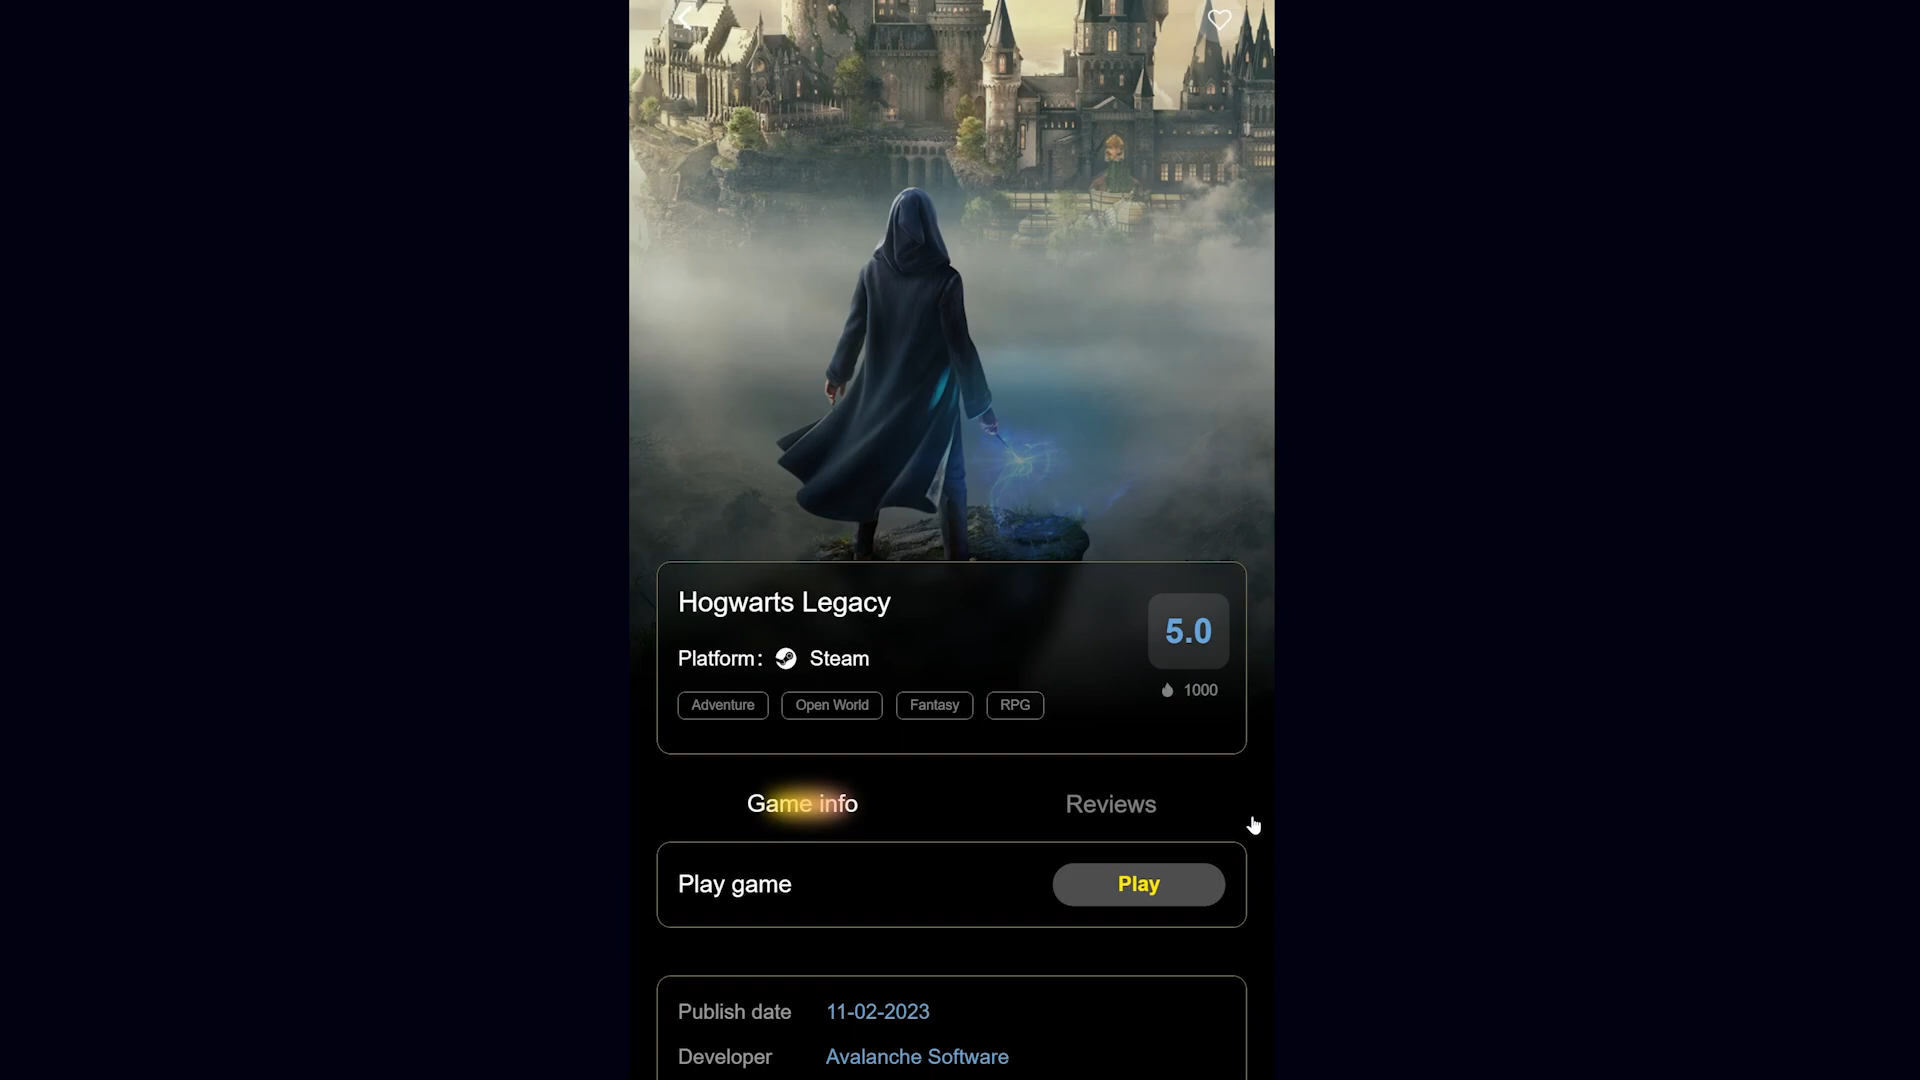 Hogwarts Legacy
5.0
Platform: Steam
1000
Adventure Open World Fantasy RPG
Game info Reviews
Play game Play
Publish date 11-02-2023
Developer Avalanche Software